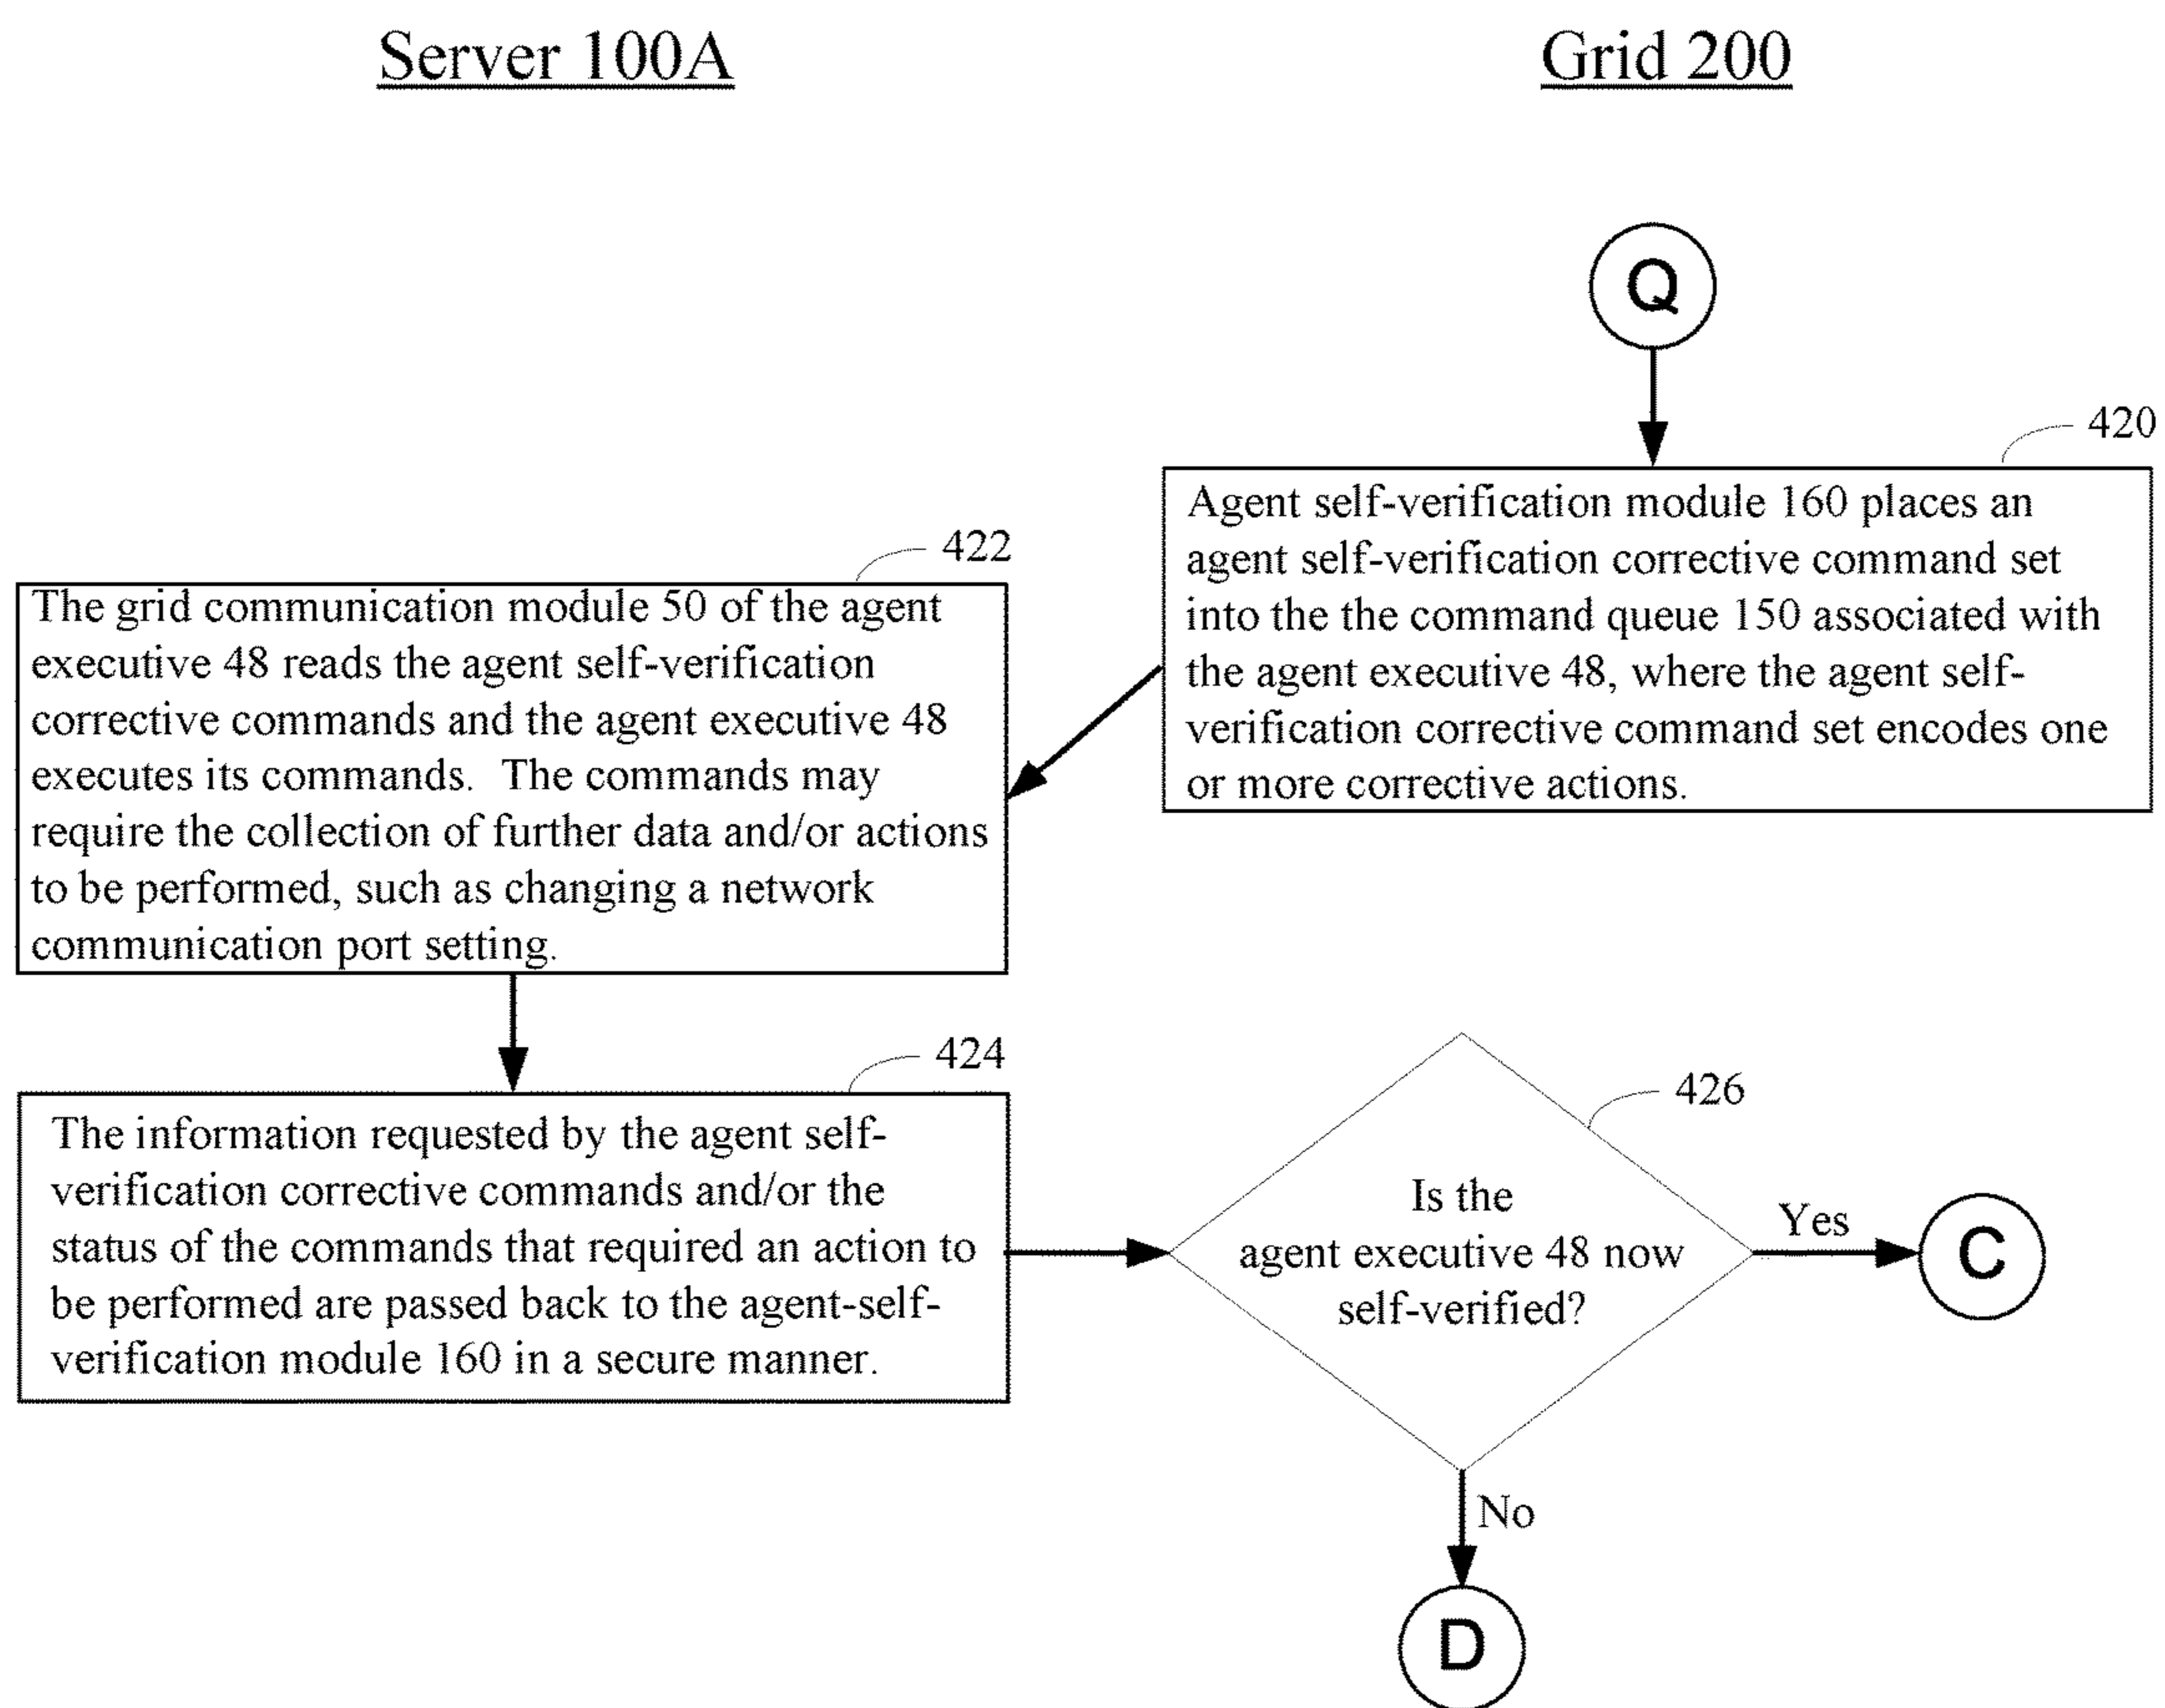 Server 100A
Grid 200
Q
420
Agent self-verification module 160 places an
agent self-verification corrective command set
into the the command queue 150 associated with
the agent executive 48, where the agent self-
verification corrective command set encodes one
or more corrective actions.
422
The grid communication module 50 of the agent
executive 48 reads the agent self-verification
corrective commands and the agent executive 48
executes its commands.  The commands may
require the collection of further data and/or actions
to be performed, such as changing a network
communication port setting.
424
The information requested by the agent self-
verification corrective commands and/or the
status of the commands that required an action to
be performed are passed back to the agent-self-
verification module 160 in a secure manner.
426
Is the
agent executive 48 now
self-verified?
Yes
C
No
D